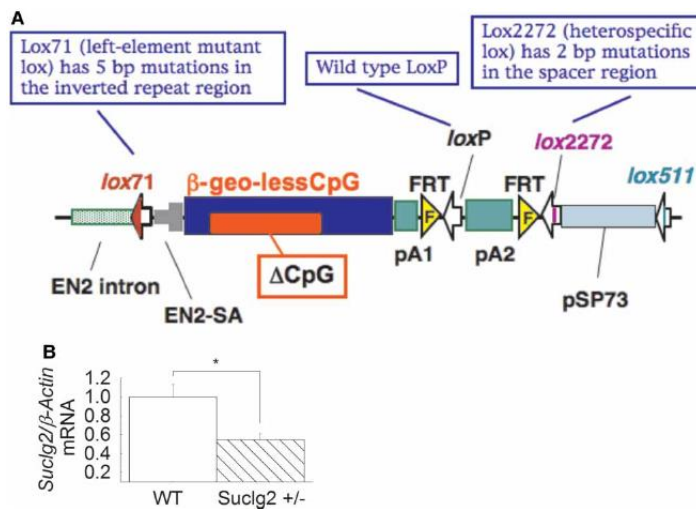 A
Lox71 (left-element mutant
lox) has 5 bp mutations in
the inverted repeat region
Wild type LoxP
Lox2272 (heterospecific
lox) has 2 bp mutations
in the spacer region
loxP
lox2272
lox71
β-geo-lessCpG
FRT
FRT
lox511
F
F
ΔCpG
pA1
pA2
EN2 intron
EN2-SA
pSP73
B
*
Suclg2/β-Actin
mRNA
1.2
1.0
0.8
0.6
0.4
0.2
WT
Suclg2 +/-